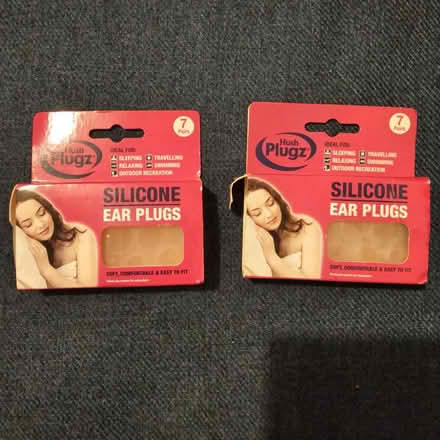 7
PAIRS
Hush
Plugz
IDEAL FOR:
SLEEPING
TRAVELLING
RELAXING
SWIMMING
OUTDOOR RECREATION
SILICONE
EAR PLUGS
SOFT, COMFORTABLE & EASY TO FIT
7
PAIRS
Hush
Plugz
IDEAL FOR:
SLEEPING
TRAVELLING
RELAXING
SWIMMING
OUTDOOR RECREATION
SILICONE
EAR PLUGS
SOFT, COMFORTABLE & EASY TO FIT